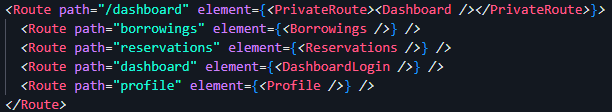 <Route path="/dashboard" element={<PrivateRoute><Dashboard /></PrivateRoute>}>
  <Route path="borrowings" element={<Borrowings />} />
  <Route path="reservations" element={<Reservations />} />
  <Route path="dashboard" element={<DashboardLogin />} />
  <Route path="profile" element={<Profile />} />
</Route>